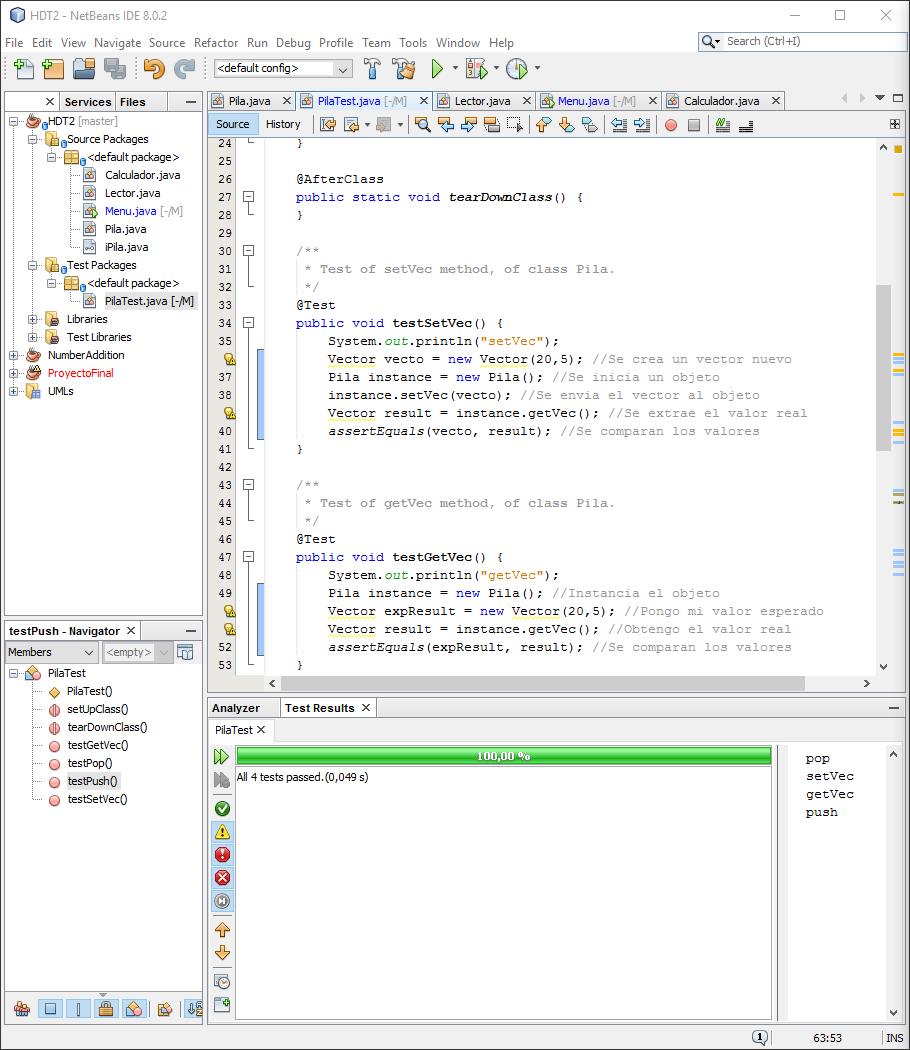 HDT2 - NetBeans IDE 8.0.2
File Edit View Navigate Source Refactor Run Debug Profile Team Tools Window Help
Search (Ctrl+I)
<default config>
Services Files
HDT2 [master]
Source Packages
<default package>
Calculador.java
Lector.java
Menu.java [-/M]
Pila.java
iPila.java
Test Packages
<default package>
PilaTest.java [-/M]
Libraries
Test Libraries
NumberAddition
ProyectoFinal
UMLs
Pila.java PilaTest.java [-/M] Lector.java Menu.java [-/M] Calculador.java
Source History
24 }
25
26 @AfterClass
27 public static void tearDownClass() {
28 }
29
30 /**
31 * Test of setVec method, of class Pila.
32 */
33 @Test
34 public void testSetVec() {
35 System.out.println("setVec");
Vector vecto = new Vector(20,5); //Se crea un vector nuevo
37 Pila instance = new Pila(); //Se inicia un objeto
38 instance.setVec(vecto); //Se envia el vector al objeto
Vector result = instance.getVec(); //Se extrae el valor real
40 assertEquals(vecto, result); //Se comparan los valores
41 }
42
43 /**
44 * Test of getVec method, of class Pila.
45 */
46 @Test
47 public void testGetVec() {
48 System.out.println("getVec");
49 Pila instance = new Pila(); //Instancia el objeto
Vector expResult = new Vector(20,5); //Pongo mi valor esperado
Vector result = instance.getVec(); //Obtengo el valor real
52 assertEquals(expResult, result); //Se comparan los valores
53 }
testPush - Navigator
Members <empty>
PilaTest
PilaTest()
setUpClass()
tearDownClass()
testGetVec()
testPop()
testPush()
testSetVec()
Analyzer Test Results
PilaTest
100,00 %
All 4 tests passed.(0,049 s)
pop
setVec
getVec
push
1 63:53 INS